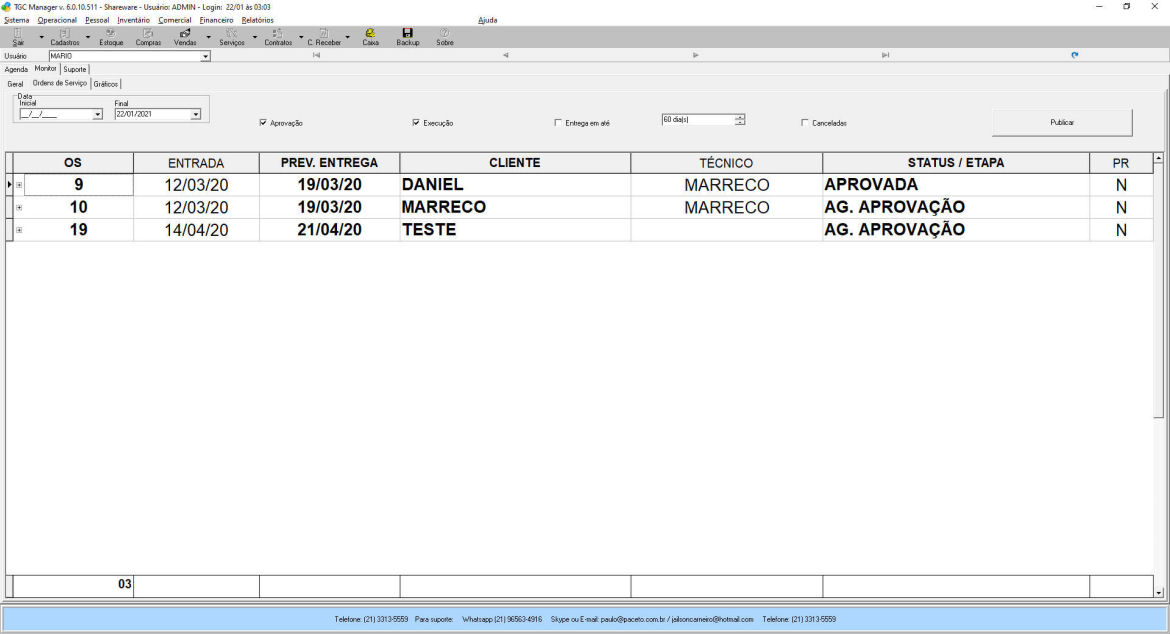 TGC Manager v. 6.0.10.511 - Shareware - Usuário: ADMIN - Login: 22/01 às 03:03
Sistema Operacional Pessoal Inventário Comercial Financeiro Relatórios Ajuda
Sair Cadastros Estoque Compras Vendas Serviços Contratos C. Receber Caixa Backup Sobre
Usuário MARIO
Agenda Monitor Suporte
Geral Ordens de Serviço Gráficos
Data
Inicial Final
__/__/____ 22/01/2021
Aprovação Execução Entrega em até 60 dia(s) Canceladas Publicar
OS ENTRADA PREV. ENTREGA CLIENTE TÉCNICO STATUS / ETAPA PR
9 12/03/20 19/03/20 DANIEL MARRECO APROVADA N
10 12/03/20 19/03/20 MARRECO MARRECO AG. APROVAÇÃO N
19 14/04/20 21/04/20 TESTE AG. APROVAÇÃO N
03
Telefone: (21) 3313-5559 Para suporte: Whatsapp (21) 96563-4916 Skype ou E-mail: paulo@paceto.com.br / jailsoncarneiro@hotmail.com Telefone: (21) 3313-5559